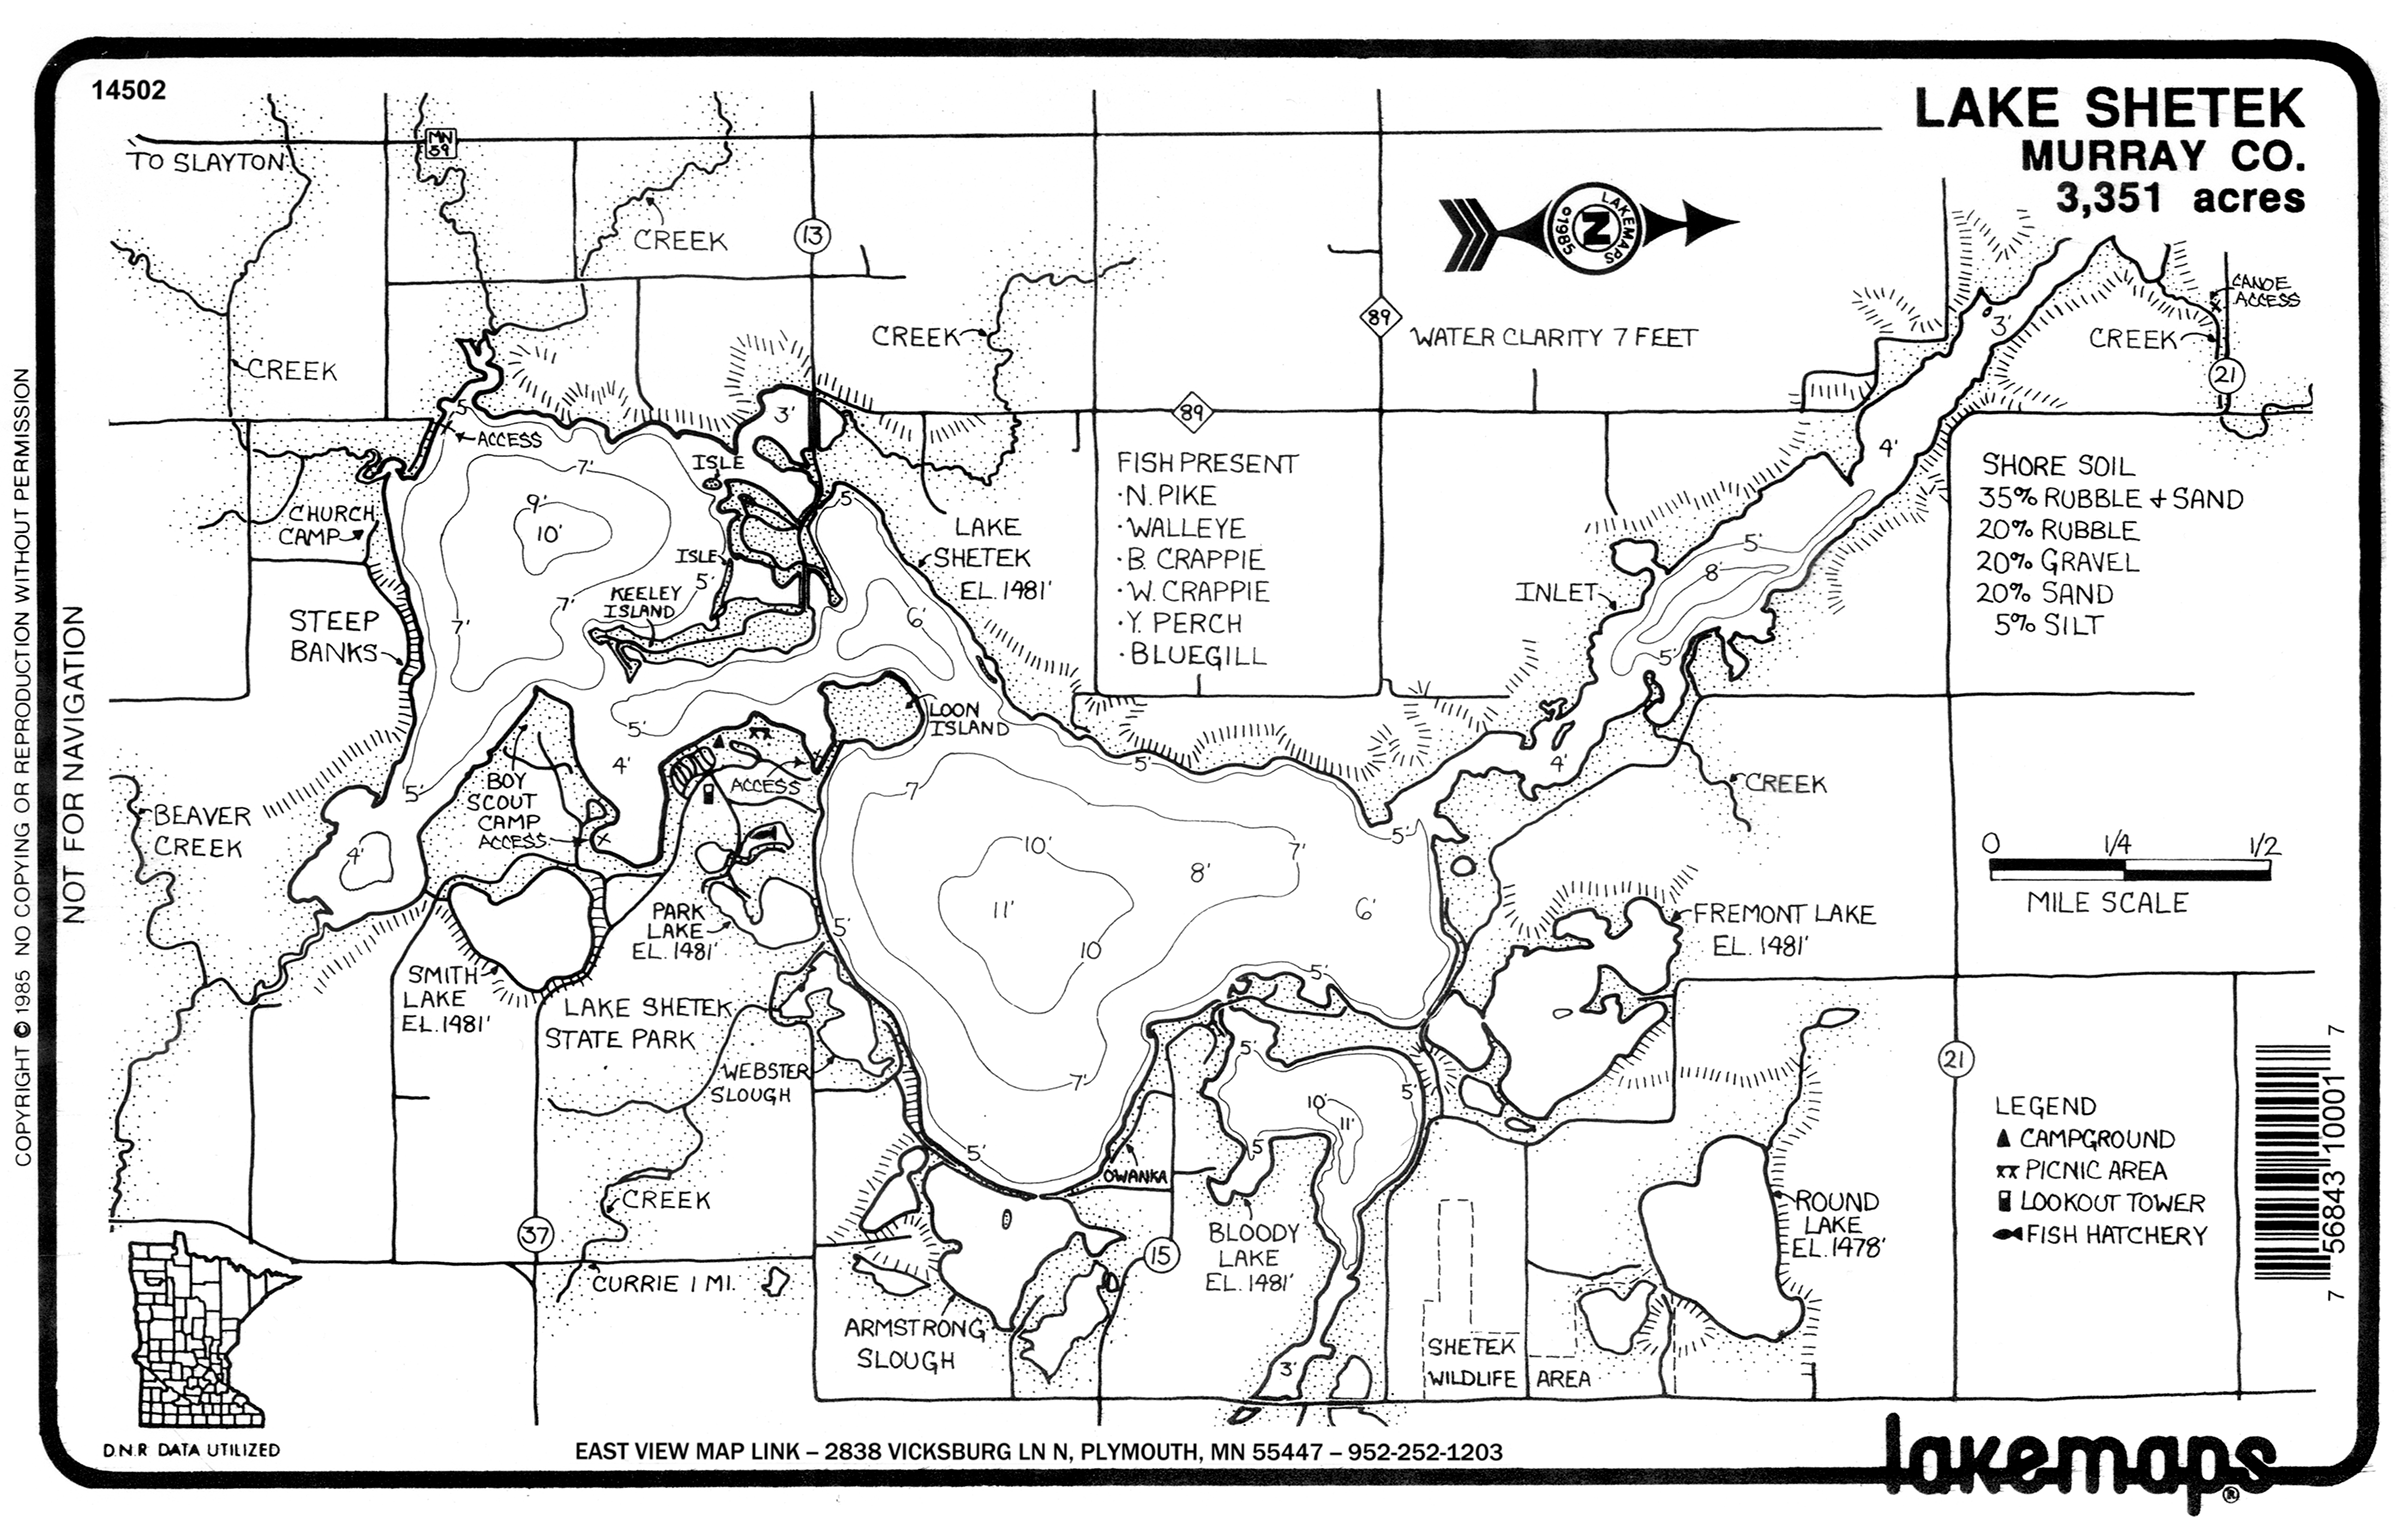 14502
LAKE SHETEK
MURRAY CO.
3,351 acres
MN
59
TO SLAYTON
13
CREEK
LAKEMAPS
©1985
N
CANOE
ACCESS
CREEK
89
WATER CLARITY 7 FEET
CREEK
3'
CREEK
21
5'
ACCESS
3'
89
7'
ISLE
4'
FISH PRESENT
·N. PIKE
·WALLEYE
·B. CRAPPIE
·W. CRAPPIE
·Y. PERCH
·BLUEGILL
SHORE SOIL
35% RUBBLE & SAND
20% RUBBLE
20% GRAVEL
20% SAND
5% SILT
9'
10'
5'
CHURCH
CAMP
LAKE
SHETEK
EL. 1481'
ISLE
5'
5'
8'
KEELEY
ISLAND
7'
7'
6'
INLET
STEEP
BANKS
5'
5'
LOON
ISLAND
BOY
SCOUT
CAMP
ACCESS
4'
ACCESS
5'
4'
5'
7'
CREEK
BEAVER
CREEK
4'
5'
0 1/4 1/2
MILE SCALE
10'
7'
8'
11'
6'
10
5'
PARK
LAKE
EL. 1481'
FREMONT LAKE
EL. 1481'
SMITH
LAKE
EL. 1481'
5'
LAKE SHETEK
STATE PARK
WEBSTER
SLOUGH
7'
5'
5'
10'
11'
5'
21
5'
OWANKA
LEGEND
CAMPGROUND
PICNIC AREA
LOOKOUT TOWER
FISH HATCHERY
CREEK
37
BLOODY
LAKE
EL. 1481'
15
ROUND
LAKE
EL. 1478'
CURRIE 1 MI.
ARMSTRONG
SLOUGH
3'
SHETEK
WILDLIFE AREA
D.N.R DATA UTILIZED
EAST VIEW MAP LINK – 2838 VICKSBURG LN N, PLYMOUTH, MN 55447 – 952-252-1203
lakemaps®
COPYRIGHT © 1985 NO COPYING OR REPRODUCTION WITHOUT PERMISSION
NOT FOR NAVIGATION
7 56843 10001 7